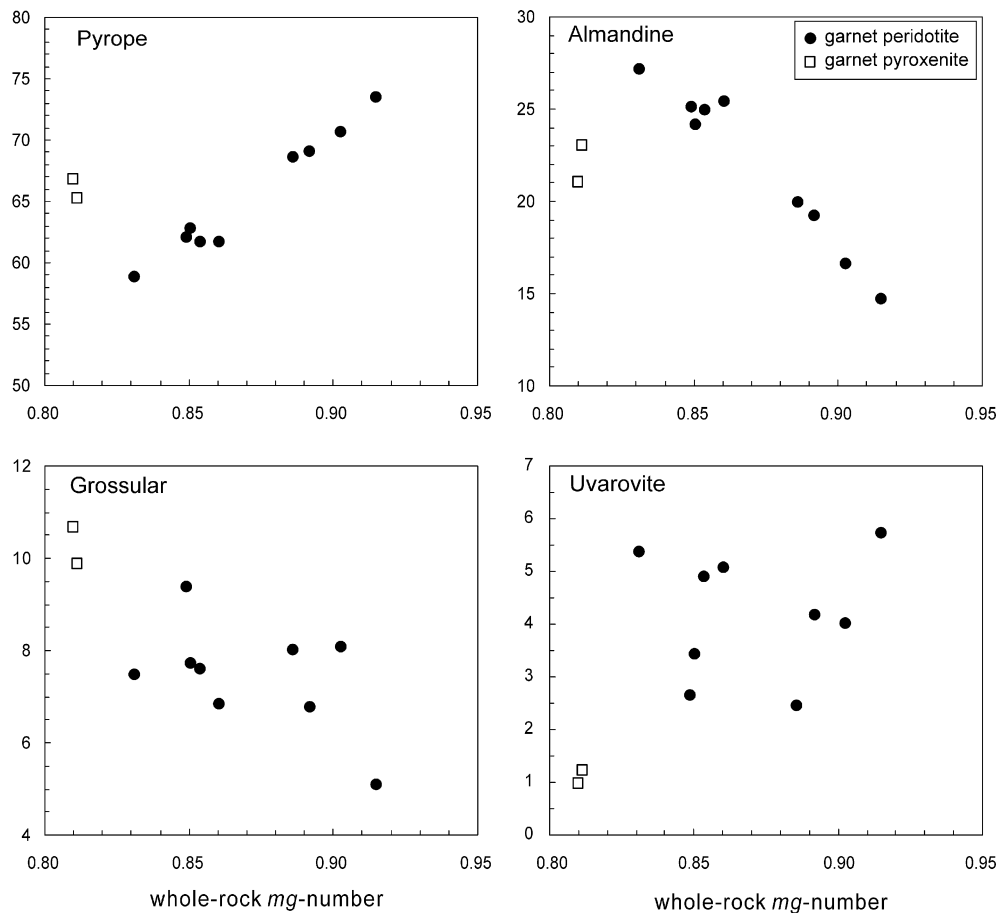 Pyrope
80
75
70
65
60
55
50
0.80 0.85 0.90 0.95
Almandine
garnet peridotite
garnet pyroxenite
30
25
20
15
10
0.80 0.85 0.90 0.95
Grossular
12
10
8
6
4
0.80 0.85 0.90 0.95
whole-rock mg-number
Uvarovite
7
6
5
4
3
2
1
0
0.80 0.85 0.90 0.95
whole-rock mg-number